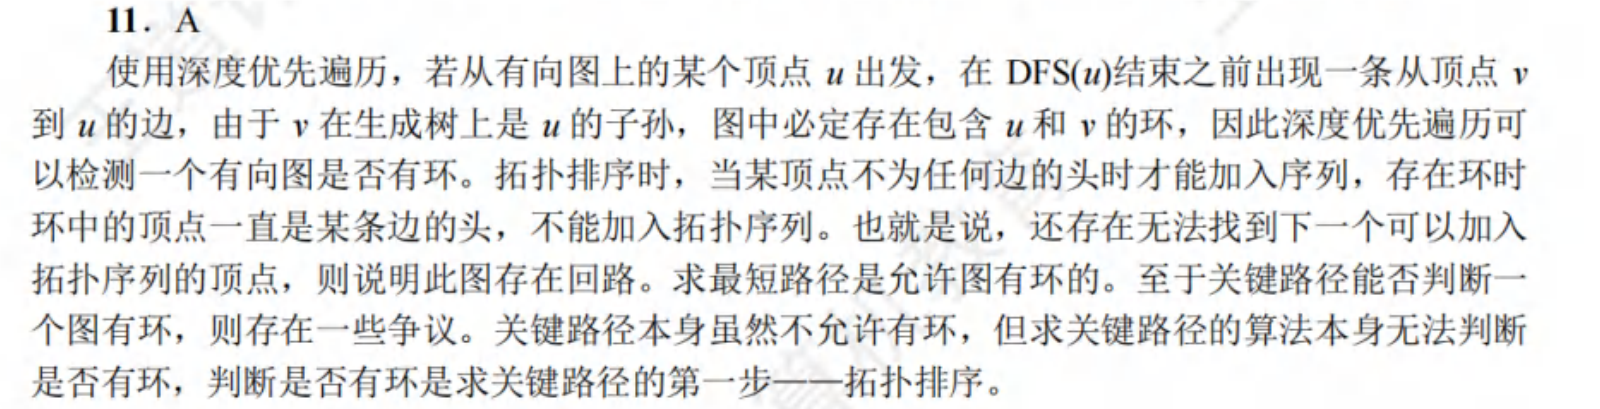 11. A
使用深度优先遍历，若从有向图上的某个顶点 u 出发，在 DFS(u)结束之前出现一条从顶点 v
到 u 的边，由于 v 在生成树上是 u 的子孙，图中必定存在包含 u 和 v 的环，因此深度优先遍历可
以检测一个有向图是否有环。拓扑排序时，当某顶点不为任何边的头时才能加入序列，存在环时
环中的顶点一直是某条边的头，不能加入拓扑序列。也就是说，还存在无法找到下一个可以加入
拓扑序列的顶点，则说明此图存在回路。求最短路径是允许图有环的。至于关键路径能否判断一
个图有环，则存在一些争议。关键路径本身虽然不允许有环，但求关键路径的算法本身无法判断
是否有环，判断是否有环是求关键路径的第一步——拓扑排序。